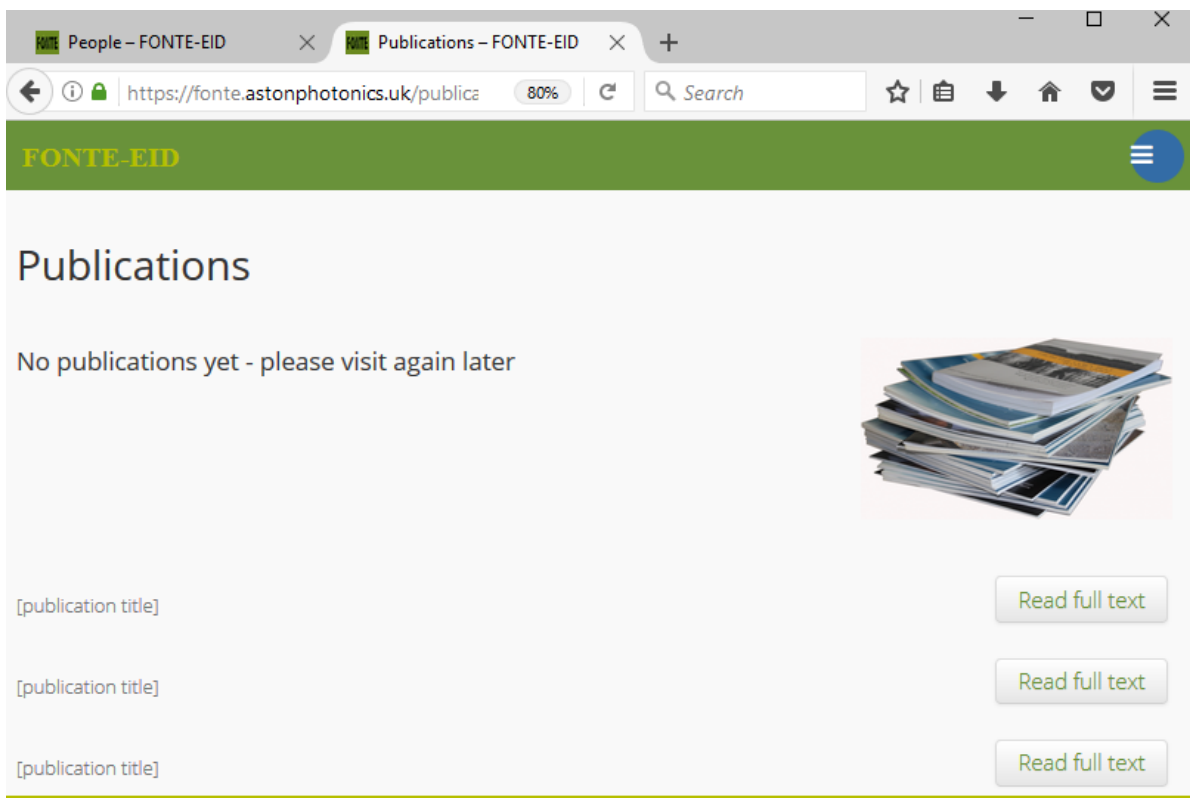 FONTE People – FONTE-EID FONTE Publications – FONTE-EID
https://fonte.astonphotonics.uk/publica 80% Search
FONTE-EID
Publications
No publications yet - please visit again later
[publication title] Read full text
[publication title] Read full text
[publication title] Read full text